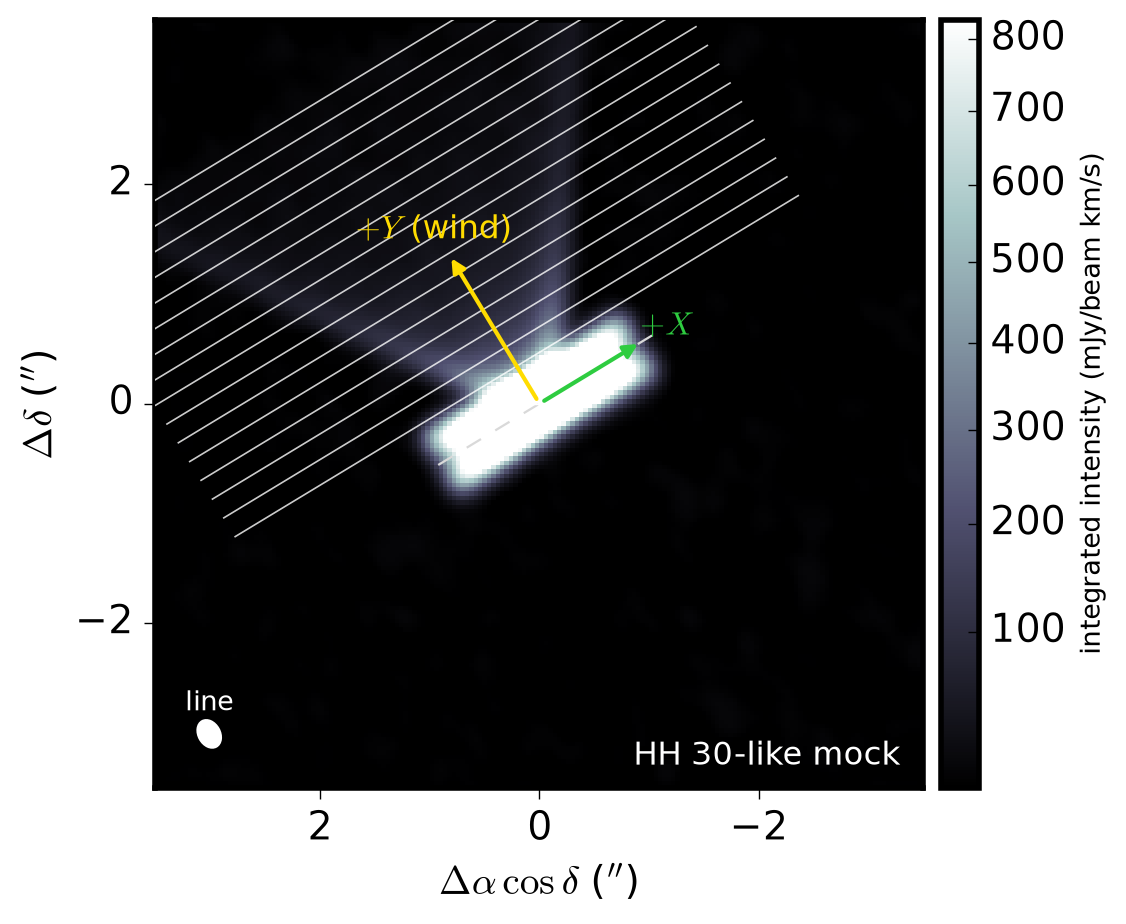 +Y (wind)
+X
line
HH 30-like mock
2
0
−2
Δδ (″)
2
0
−2
Δα cos δ (″)
800
700
600
500
400
300
200
100
integrated intensity (mJy/beam km/s)